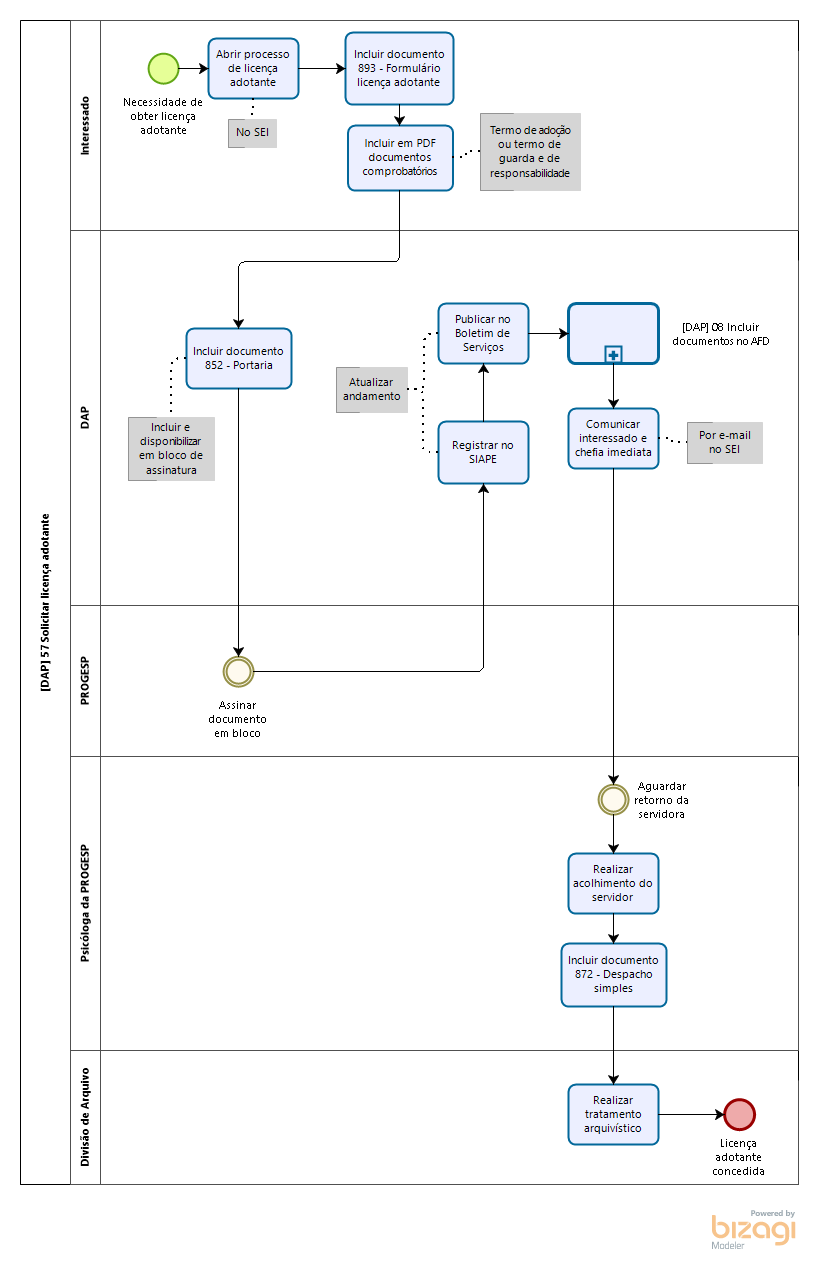 [DAP] 57 Solicitar licença adotante
Interessado
Necessidade de
obter licença
adotante
Abrir processo
de licença
adotante
No SEI
Incluir documento
893 - Formulário
licença adotante
Incluir em PDF
documentos
comprobatórios
Termo de adoção
ou termo de
guarda e de
responsabilidade
DAP
Incluir documento
852 - Portaria
Incluir e
disponibilizar
em bloco de
assinatura
Atualizar
andamento
Publicar no
Boletim de
Serviços
Registrar no
SIAPE
[DAP] 08 Incluir
documentos no AFD
Comunicar
interessado e
chefia imediata
Por e-mail
no SEI
PROGESP
Assinar
documento
em bloco
Psicóloga da PROGESP
Aguardar
retorno da
servidora
Realizar
acolhimento do
servidor
Incluir documento
872 - Despacho
simples
Divisão de Arquivo
Realizar
tratamento
arquivístico
Licença
adotante
concedida
Powered by
bizagi
Modeler